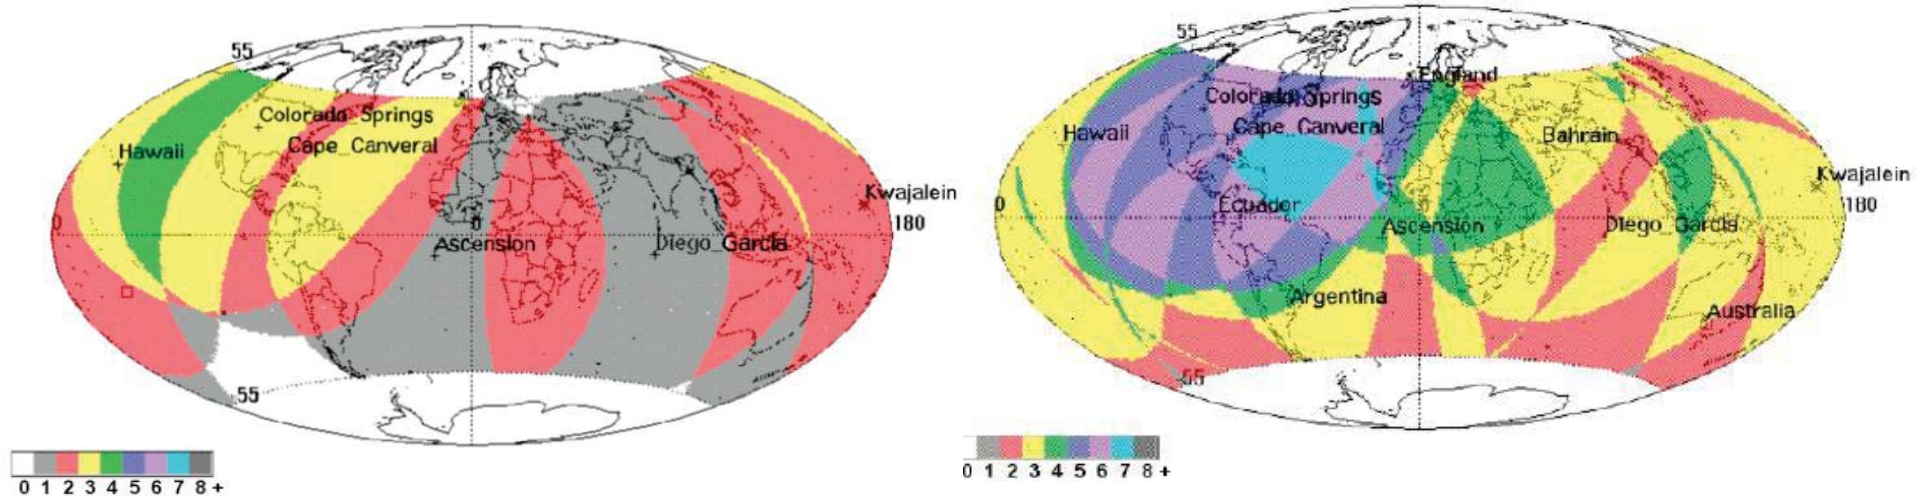 55
Colorado Springs
Cape Canveral
Hawaii
Kwajalein
0
0
180
Ascension
Diego Garcia
55
0 1 2 3 4 5 6 7 8 +
55
England
Colorado Springs
Cape Canveral
Hawaii
Bahrain
Kwajalein
0
180
Ecuador
Ascension
Diego Garcia
Argentina
Australia
-55
0 1 2 3 4 5 6 7 8 +